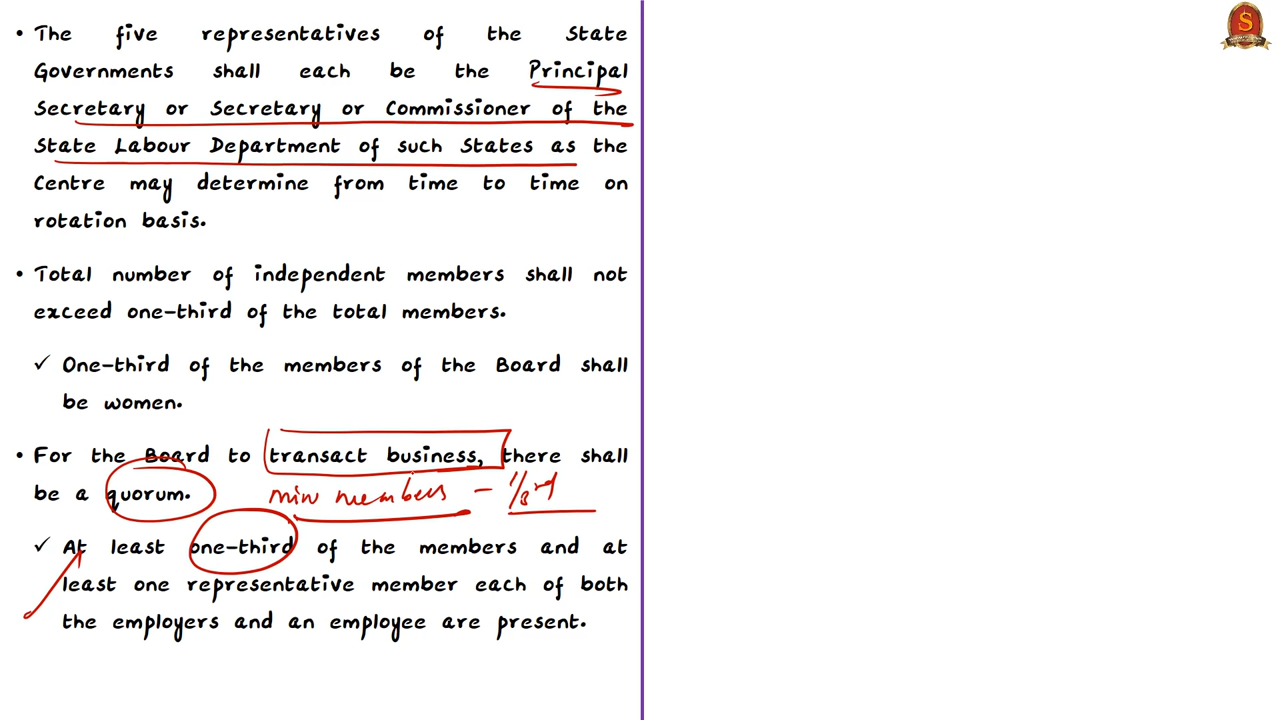 • The five representatives of the State
Governments shall each be the Principal
Secretary or Secretary or Commissioner of the
State Labour Department of such States as the
Centre may determine from time to time on
rotation basis.
• Total number of independent members shall not
exceed one-third of the total members.
✓ One-third of the members of the Board shall
be women.
• For the Board to transact business, there shall
be a quorum. min members - 1/3rd
✓ At least one-third of the members and at
least one representative member each of both
the employers and an employee are present.
S